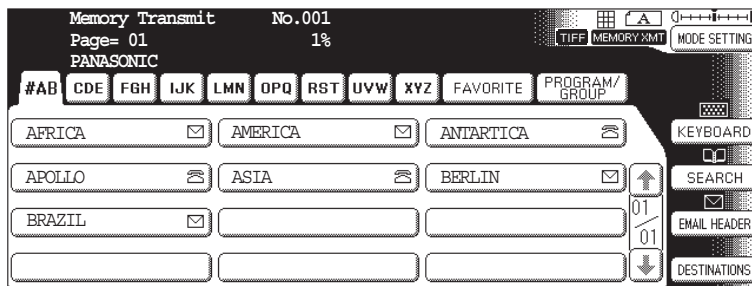 Memory Transmit No.001
Page= 01 1%
PANASONIC
TIFF MEMORY XMT
A
MODE SETTING
#AB CDE FGH IJK LMN OPQ RST UVW XYZ FAVORITE PROGRAM/
GROUP
KEYBOARD
AFRICA AMERICA ANTARTICA
SEARCH
APOLLO ASIA BERLIN
EMAIL HEADER
BRAZIL
01
01
DESTINATIONS